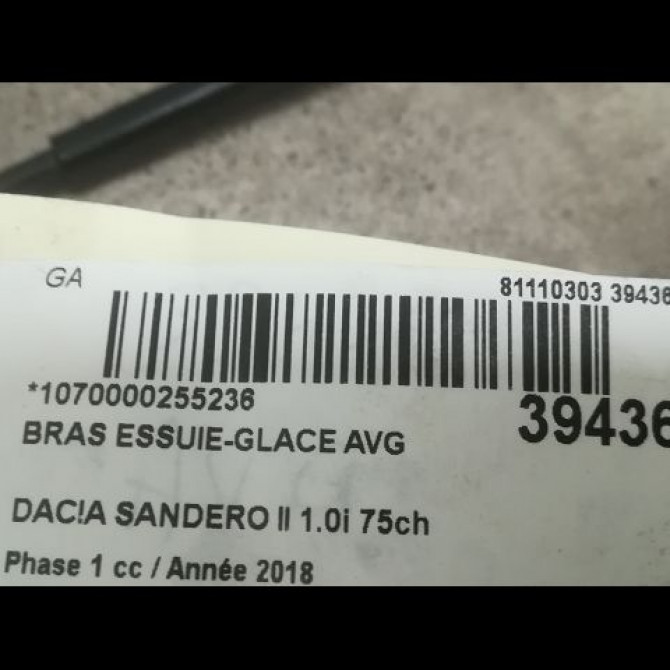 GA
81110303 39436
*1070000255236
39436
BRAS ESSUIE-GLACE AVG
DAC!A SANDERO II 1.0i 75ch
Phase 1 cc / Année 2018